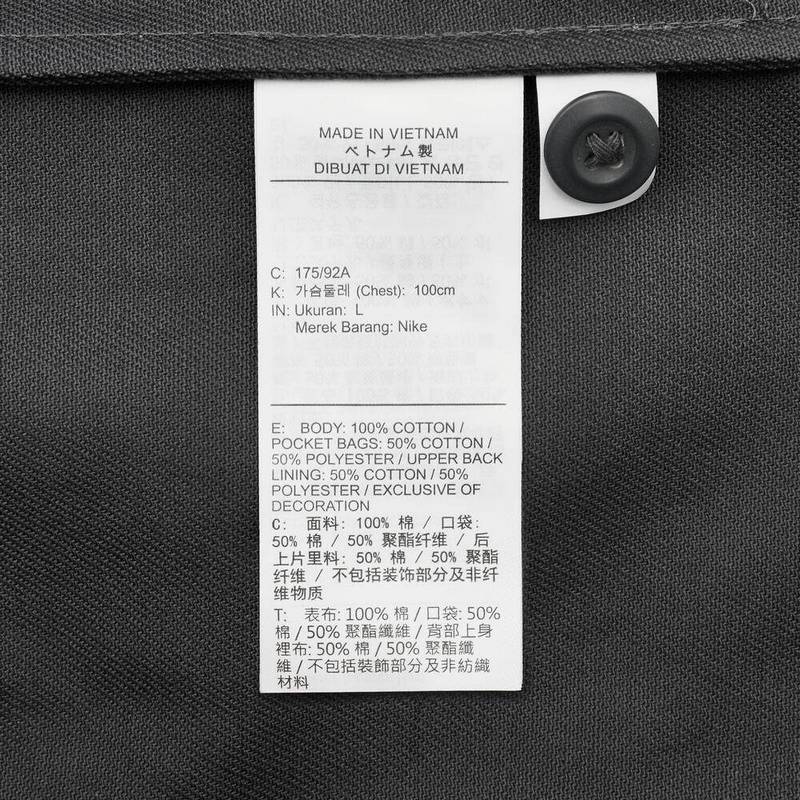 MADE IN VIETNAM
ベトナム製
DIBUAT DI VIETNAM
C: 175/92A
K: 가슴둘레 (Chest): 100cm
IN: Ukuran: L
Merek Barang: Nike
E: BODY: 100% COTTON /
POCKET BAGS: 50% COTTON /
50% POLYESTER / UPPER BACK
LINING: 50% COTTON / 50%
POLYESTER / EXCLUSIVE OF
DECORATION
C: 面料: 100% 棉 / 口袋:
50% 棉 / 50% 聚酯纤维 / 后
上片里料: 50% 棉 / 50% 聚酯
纤维 / 不包括装饰部分及非纤
维物质
T: 表布: 100% 棉 / 口袋: 50%
棉 / 50% 聚酯纖維 / 背部上身
裡布: 50% 棉 / 50% 聚酯纖
維 / 不包括裝飾部分及非紡織
材料